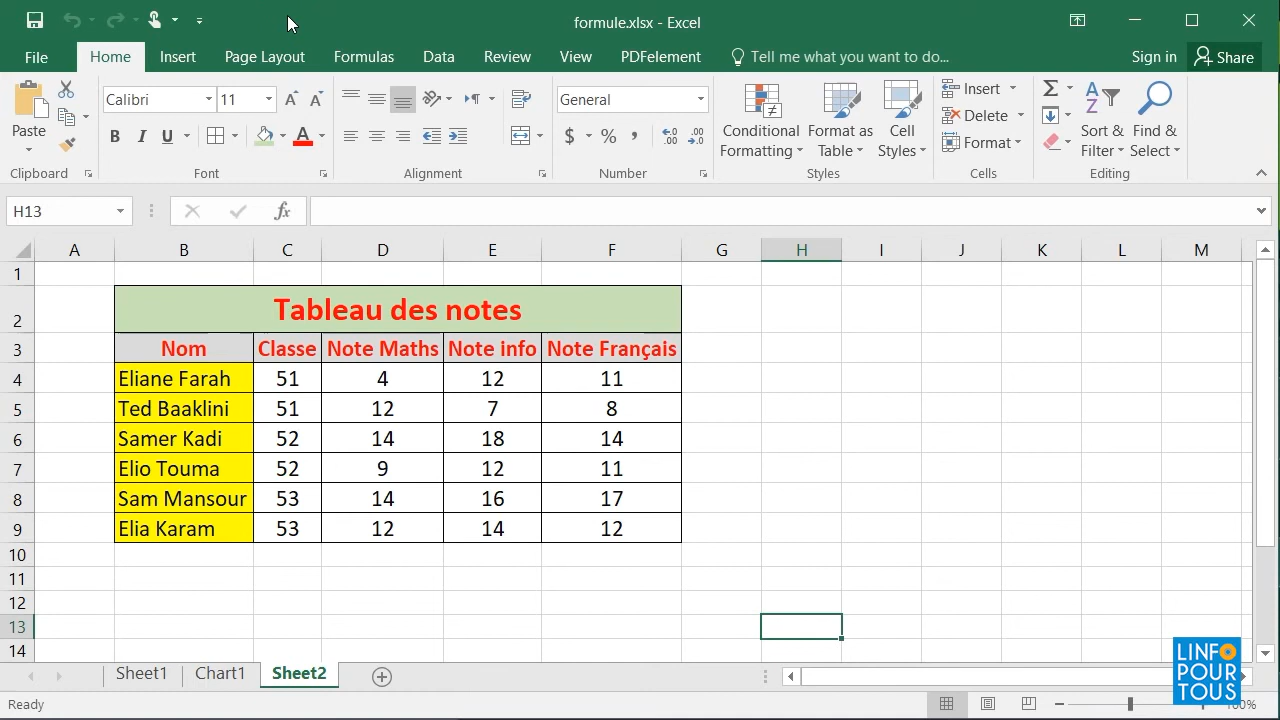 formule.xlsx - Excel
File Home Insert Page Layout Formulas Data Review View PDFelement Tell me what you want to do... Sign in Share
Paste Calibri 11 General Conditional Formatting Format as Table Cell Styles Insert Delete Format Sort & Filter Find & Select
Clipboard Font Alignment Number Styles Cells Editing
H13 fx
A B C D E F G H I J K L M
1
2 Tableau des notes
3 Nom Classe Note Maths Note info Note Français
4 Eliane Farah 51 4 12 11
5 Ted Baaklini 51 12 7 8
6 Samer Kadi 52 14 18 14
7 Elio Touma 52 9 12 11
8 Sam Mansour 53 14 16 17
9 Elia Karam 53 12 14 12
10
11
12
13
14
Sheet1 Chart1 Sheet2
LINFO
POUR
TOUS
Ready 100%